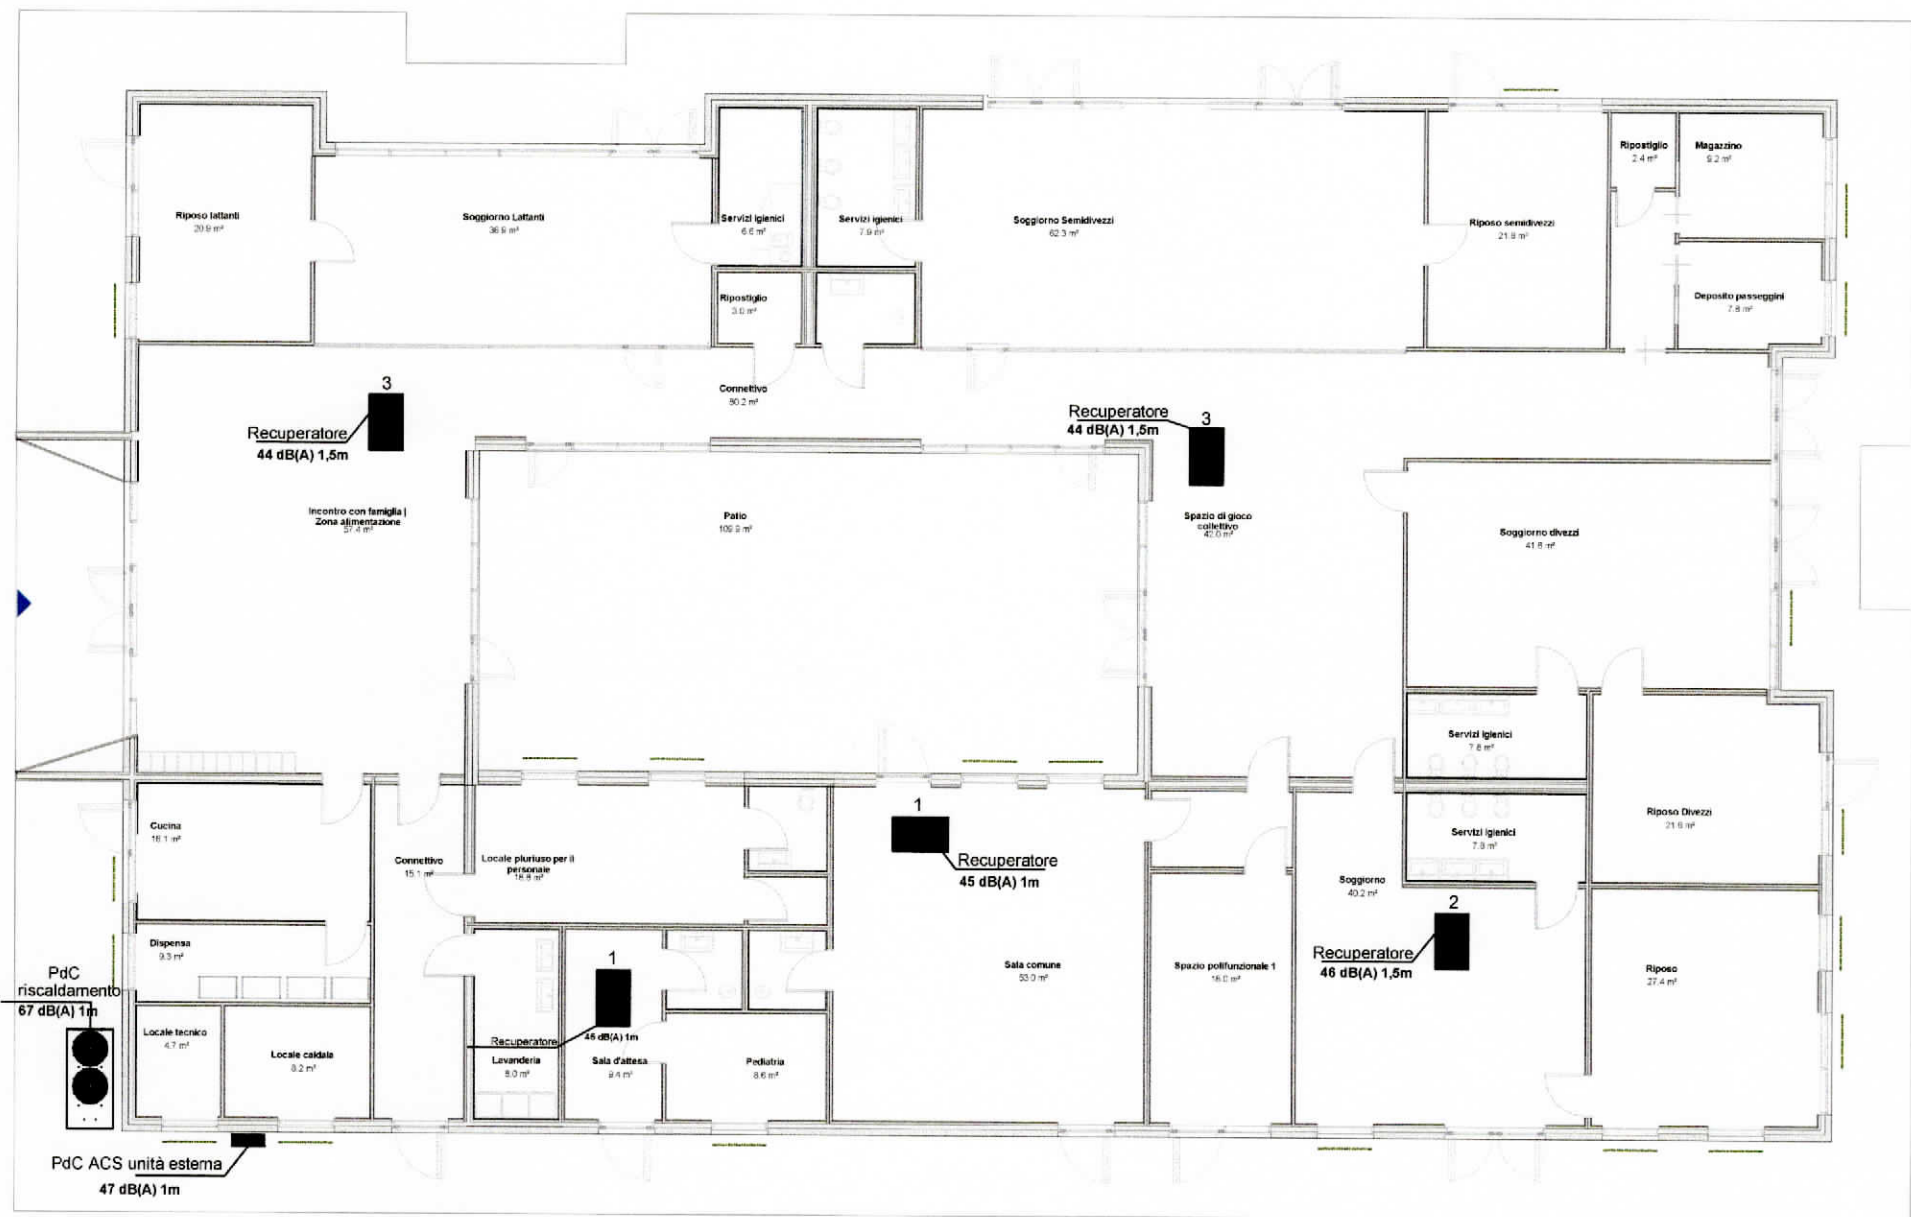 Riposo lattanti
20.9 m²
Soggiorno Lattanti
36.9 m²
Servizi igienici
6.6 m²
Servizi igienici
7.9 m²
Soggiorno Semidivezzi
62.3 m²
Riposo semidivezzi
21.8 m²
Ripostiglio
2.4 m²
Magazzino
9.2 m²
Deposito passeggini
7.8 m²
Ripostiglio
3.0 m²
Connettivo
80.2 m²
3
Recuperatore
44 dB(A) 1,5m
Recuperatore
44 dB(A) 1,5m
3
Incontro con famiglia |
Zona alimentazione
57.4 m²
Patio
109.9 m²
Spazio di gioco
collettivo
42.0 m²
Soggiorno divezzi
41.8 m²
Servizi igienici
7.8 m²
Servizi igienici
7.8 m²
Riposo Divezzi
21.6 m²
Cucina
16.1 m²
Connettivo
15.1 m²
Locale pluriuso per il
personale
18.8 m²
1
Recuperatore
45 dB(A) 1m
Soggiorno
40.2 m²
2
Recuperatore
46 dB(A) 1,5m
Dispensa
9.3 m²
PdC
riscaldamento
67 dB(A) 1m
1
Recuperatore
46 dB(A) 1m
Sala comune
53.0 m²
Spazio polifunzionale 1
16.0 m²
Riposo
27.4 m²
Locale tecnico
4.7 m²
Locale caldaia
8.2 m²
Lavanderia
8.0 m²
Sala d'attesa
9.4 m²
Pediatria
8.6 m²
PdC ACS unità esterna
47 dB(A) 1m